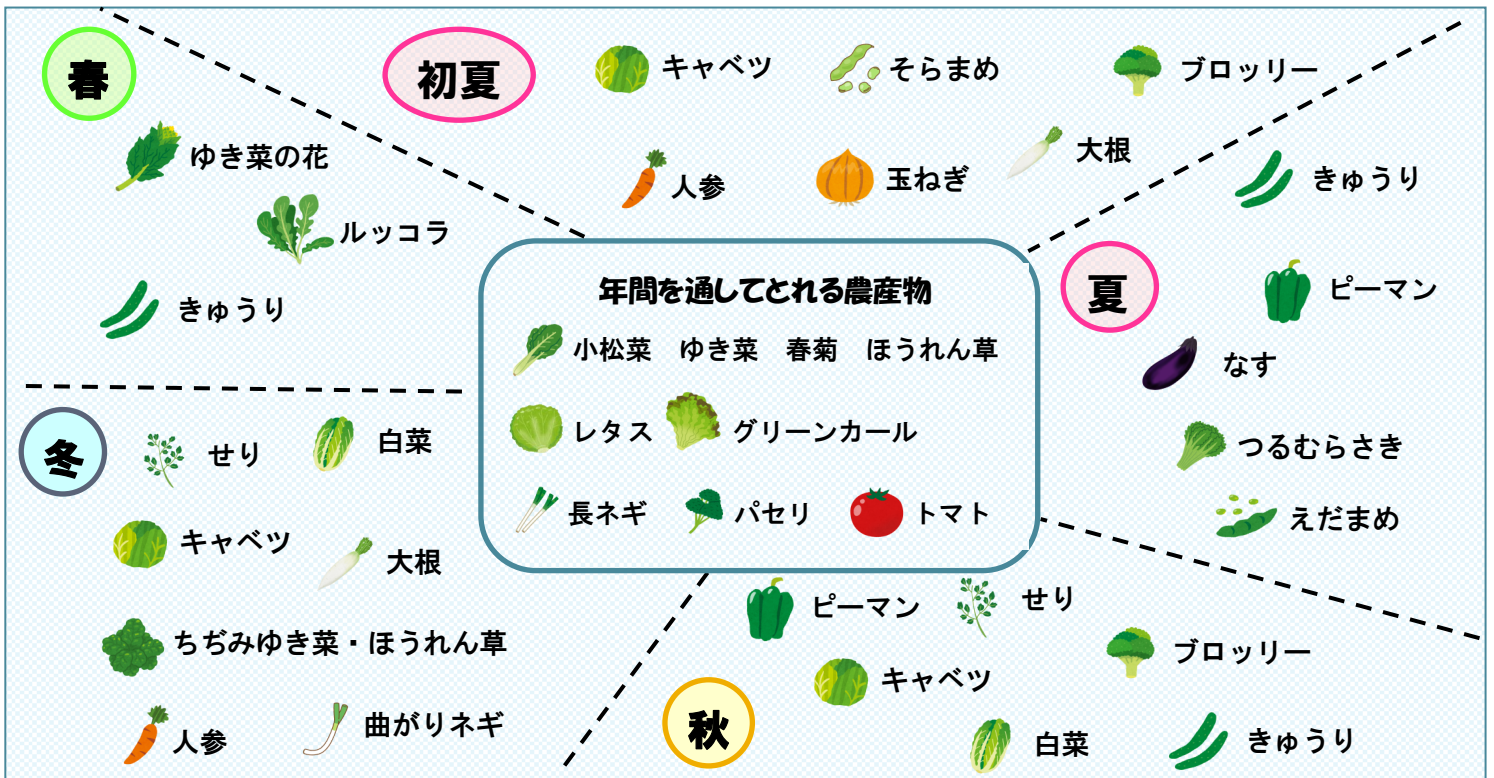 春
ゆき菜の花
ルッコラ
きゅうり
初夏
キャベツ そらまめ ブロッリー
人参 玉ねぎ 大根
夏
きゅうり
ピーマン
なす
つるむらさき
えだまめ
年間を通してとれる農産物
小松菜 ゆき菜 春菊 ほうれん草
レタス グリーンカール
長ネギ パセリ トマト
冬
せり 白菜
キャベツ 大根
ちぢみゆき菜・ほうれん草
人参 曲がりネギ
秋
ピーマン せり
キャベツ ブロッリー
白菜 きゅうり